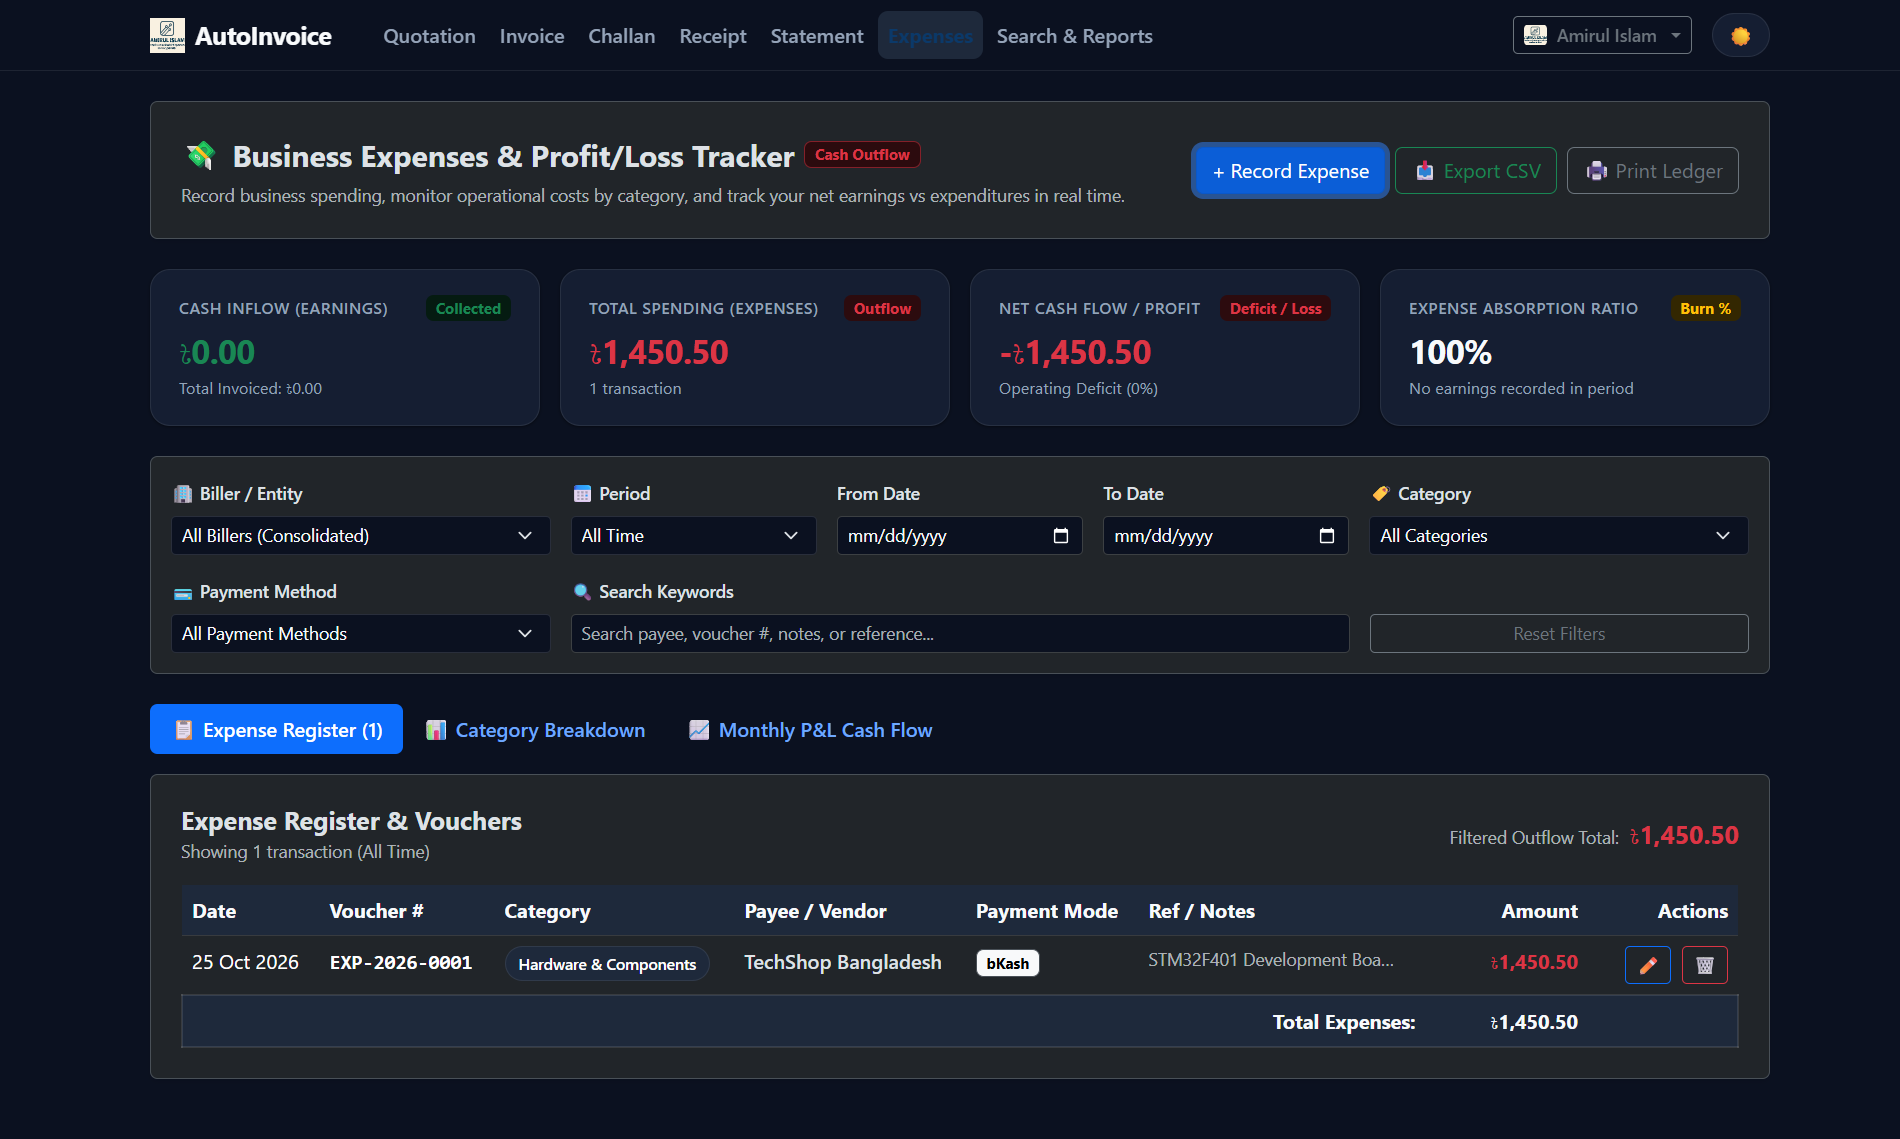 AutoInvoice Quotation Invoice Challan Receipt Statement Expenses Search & Reports Amirul Islam
Business Expenses & Profit/Loss Tracker Cash Outflow
Record business spending, monitor operational costs by category, and track your net earnings vs expenditures in real time.
+ Record Expense Export CSV Print Ledger
CASH INFLOW (EARNINGS) Collected
৳0.00
Total Invoiced: ৳0.00
TOTAL SPENDING (EXPENSES) Outflow
৳1,450.50
1 transaction
NET CASH FLOW / PROFIT Deficit / Loss
-৳1,450.50
Operating Deficit (0%)
EXPENSE ABSORPTION RATIO Burn %
100%
No earnings recorded in period
Biller / Entity Period From Date To Date Category
All Billers (Consolidated) All Time mm/dd/yyyy mm/dd/yyyy All Categories
Payment Method Search Keywords
All Payment Methods Search payee, voucher #, notes, or reference... Reset Filters
Expense Register (1) Category Breakdown Monthly P&L Cash Flow
Expense Register & Vouchers
Showing 1 transaction (All Time)
Filtered Outflow Total: ৳1,450.50
Date Voucher # Category Payee / Vendor Payment Mode Ref / Notes Amount Actions
25 Oct 2026 EXP-2026-0001 Hardware & Components TechShop Bangladesh bKash STM32F401 Development Boa... ৳1,450.50
Total Expenses: ৳1,450.50